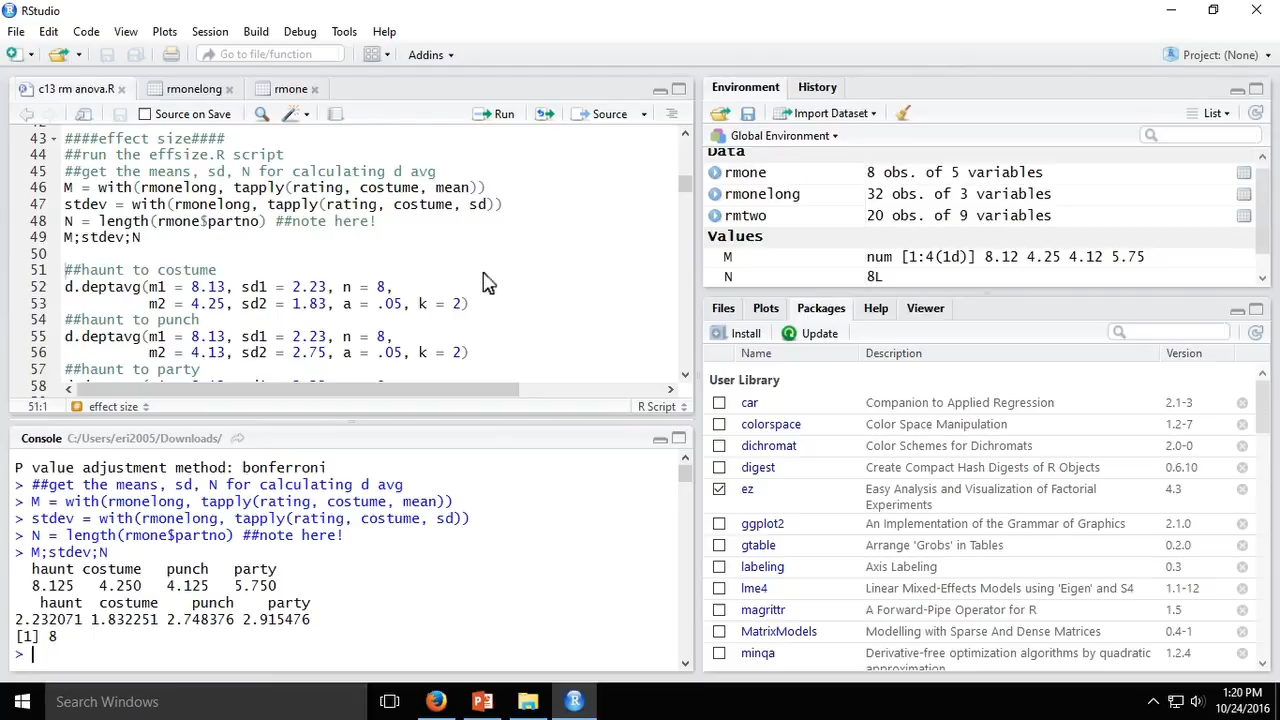 RStudio
File Edit Code View Plots Session Build Debug Tools Help
Go to file/function Addins Project: (None)
c13 rm anova.R rmonelong rmone
Source on Save Run Source
43 ####effect size####
44 ##run the effsize.R script
45 ##get the means, sd, N for calculating d avg
46 M = with(rmonelong, tapply(rating, costume, mean))
47 stdev = with(rmonelong, tapply(rating, costume, sd))
48 N = length(rmone$partno) ##note here!
49 M;stdev;N
50
51 ##haunt to costume
52 d.deptavg(m1 = 8.13, sd1 = 2.23, n = 8,
53 m2 = 4.25, sd2 = 1.83, a = .05, k = 2)
54 ##haunt to punch
55 d.deptavg(m1 = 8.13, sd1 = 2.23, n = 8,
56 m2 = 4.13, sd2 = 2.75, a = .05, k = 2)
57 ##haunt to party
58
51:1 effect size R Script
Console C:/Users/eri2005/Downloads/
P value adjustment method: bonferroni
> ##get the means, sd, N for calculating d avg
> M = with(rmonelong, tapply(rating, costume, mean))
> stdev = with(rmonelong, tapply(rating, costume, sd))
> N = length(rmone$partno) ##note here!
> M;stdev;N
haunt costume punch party
8.125 4.250 4.125 5.750
haunt costume punch party
2.232071 1.832251 2.748376 2.915476
[1] 8
>
Environment History
Import Dataset List
Global Environment
Data
rmone 8 obs. of 5 variables
rmonelong 32 obs. of 3 variables
rmtwo 20 obs. of 9 variables
Values
M num [1:4(1d)] 8.12 4.25 4.12 5.75
N 8L
Files Plots Packages Help Viewer
Install Update
Name Description Version
User Library
car Companion to Applied Regression 2.1-3
colorspace Color Space Manipulation 1.2-7
dichromat Color Schemes for Dichromats 2.0-0
digest Create Compact Hash Digests of R Objects 0.6.10
ez Easy Analysis and Visualization of Factorial 4.3
Experiments
ggplot2 An Implementation of the Grammar of Graphics 2.1.0
gtable Arrange 'Grobs' in Tables 0.2.0
labeling Axis Labeling 0.3
lme4 Linear Mixed-Effects Models using 'Eigen' and S4 1.1-12
magrittr A Forward-Pipe Operator for R 1.5
MatrixModels Modelling with Sparse And Dense Matrices 0.4-1
minqa Derivative-free optimization algorithms by quadratic 1.2.4
approximation
Search Windows
1:20 PM
10/24/2016